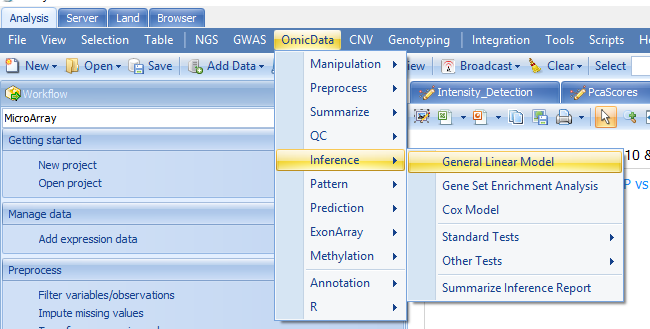 Analysis Server Land Browser
File View Selection Table NGS GWAS OmicData CNV Genotyping Integration Tools Scripts
New Open Save Add Data Broadcast Clear Select
Workflow
Intensity_Detection PcaScores
MicroArray
Getting started
New project
Open project
Manage data
Add expression data
Preprocess
Filter variables/observations
Impute missing values
Manipulation
Preprocess
Summarize
QC
Inference
Pattern
Prediction
ExonArray
Methylation
Annotation
R
General Linear Model
Gene Set Enrichment Analysis
Cox Model
Standard Tests
Other Tests
Summarize Inference Report
10 &
P vs